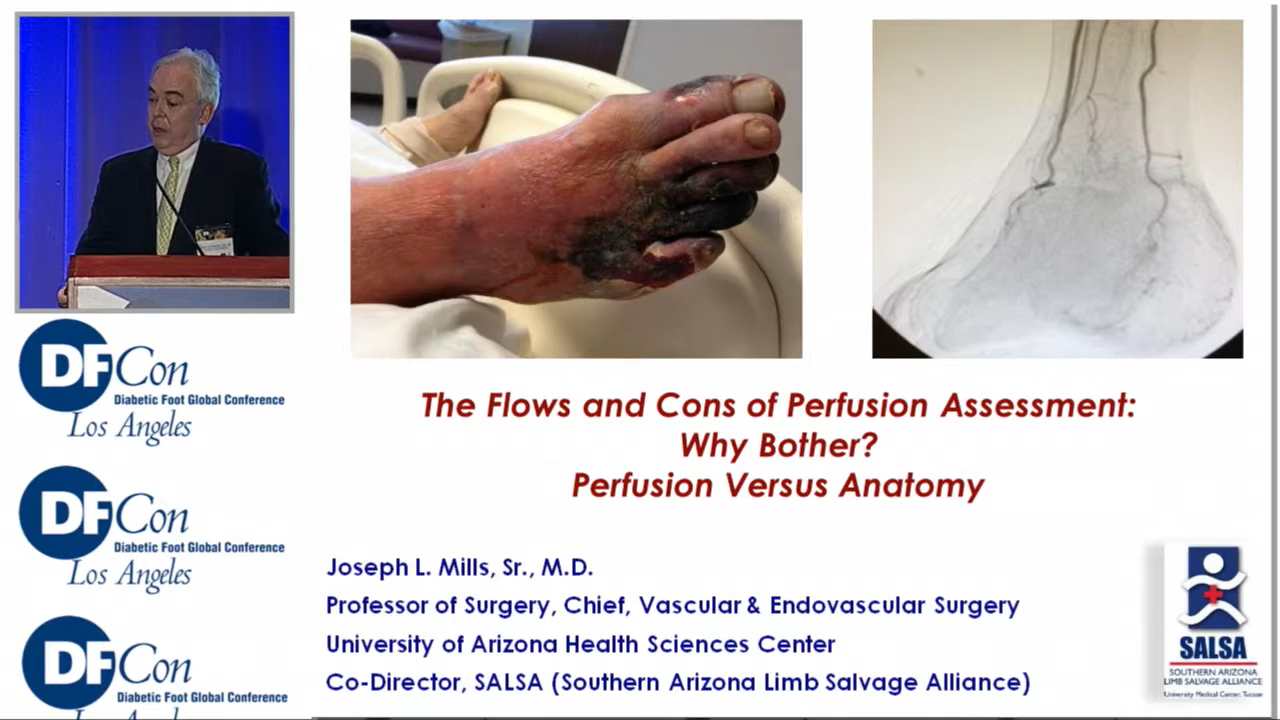 DFCon
Diabetic Foot Global Conference
Los Angeles
DFCon
Diabetic Foot Global Conference
Los Angeles
DFCon
Diabetic Foot Global Conference
The Flows and Cons of Perfusion Assessment:
Why Bother?
Perfusion Versus Anatomy
Joseph L. Mills, Sr., M.D.
Professor of Surgery, Chief, Vascular & Endovascular Surgery
University of Arizona Health Sciences Center
Co-Director, SALSA (Southern Arizona Limb Salvage Alliance)
SALSA
SOUTHERN ARIZONA
LIMB SALVAGE ALLIANCE
University Medical Center, Tucson